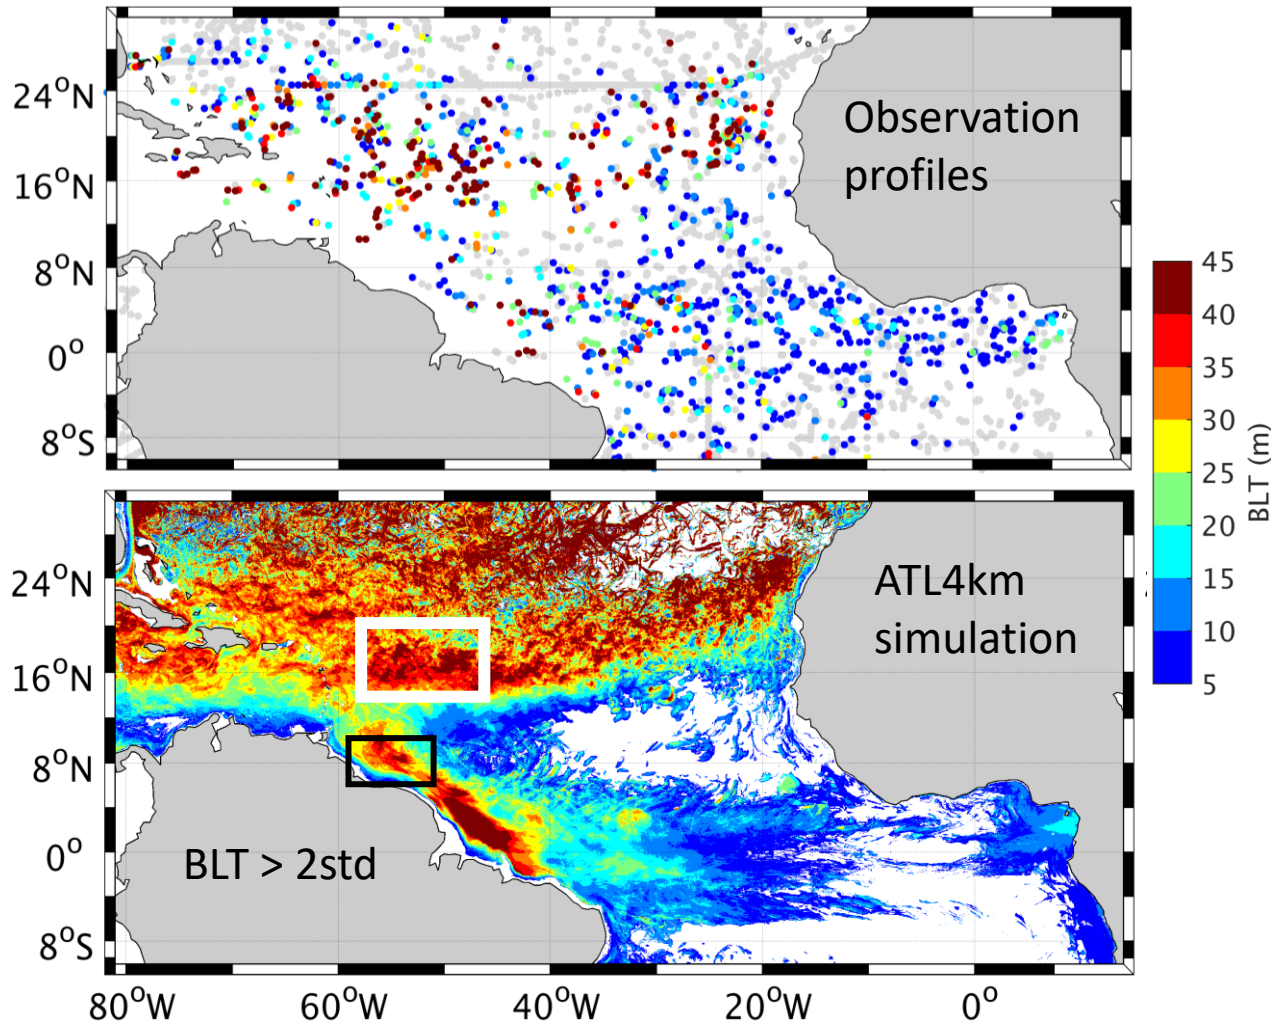 24°N
16°N
8°N
0°
8°S
Observation
profiles
45
40
35
30
25
20
15
10
5
BLT (m)
24°N
16°N
8°N
0°
8°S
ATL4km
simulation
BLT > 2std
80°W
60°W
40°W
20°W
0°